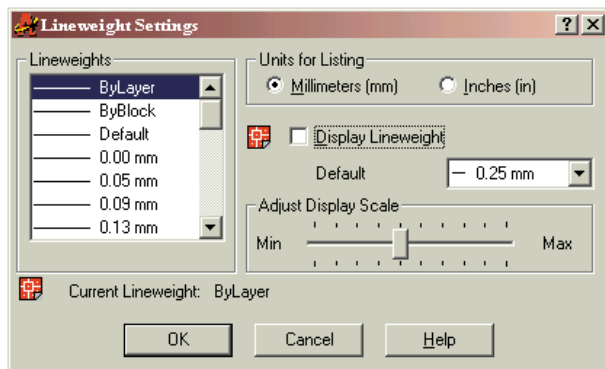 Lineweight Settings
Lineweights
ByLayer
ByBlock
Default
0.00 mm
0.05 mm
0.09 mm
0.13 mm
Units for Listing
Millimeters (mm)
Inches (in)
Display Lineweight
Default
0.25 mm
Adjust Display Scale
Min
Max
Current Lineweight: ByLayer
OK
Cancel
Help